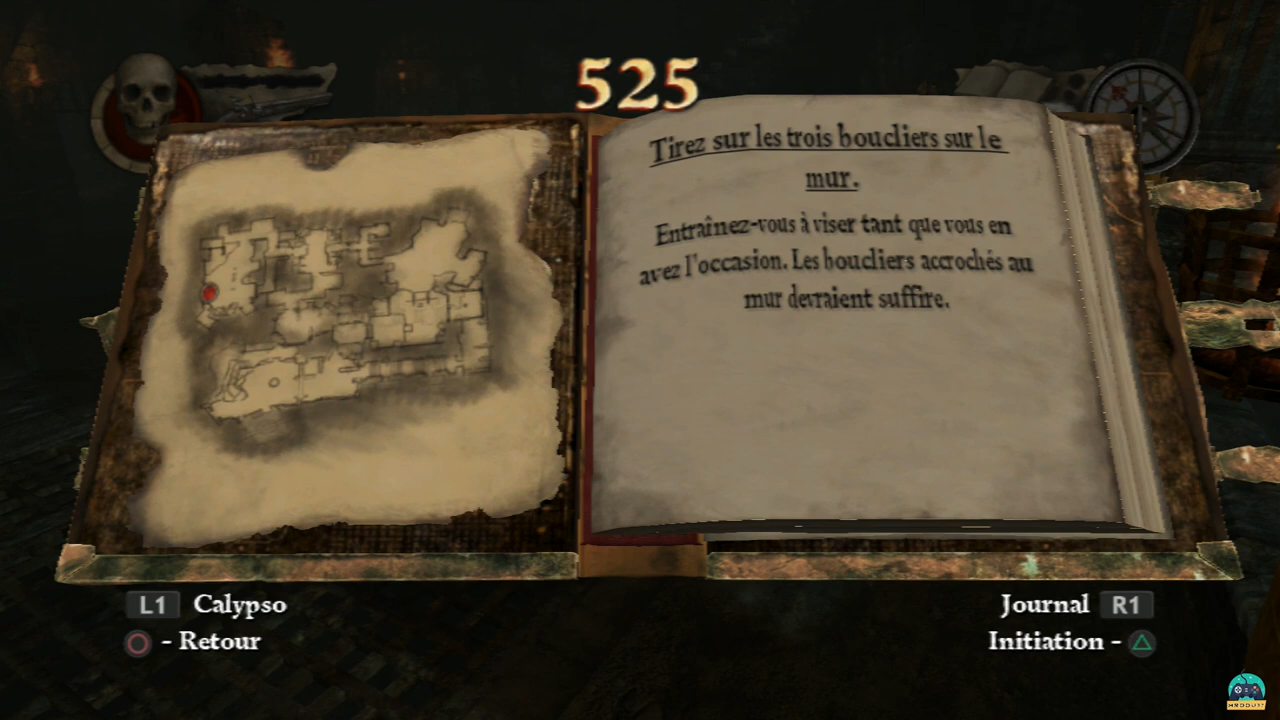 525
Tirez sur les trois boucliers sur le
mur.
Entraînez-vous à viser tant que vous en
avez l'occasion. Les boucliers accrochés au
mur devraient suffire.
L1 Calypso
Journal R1
- Retour
Initiation -